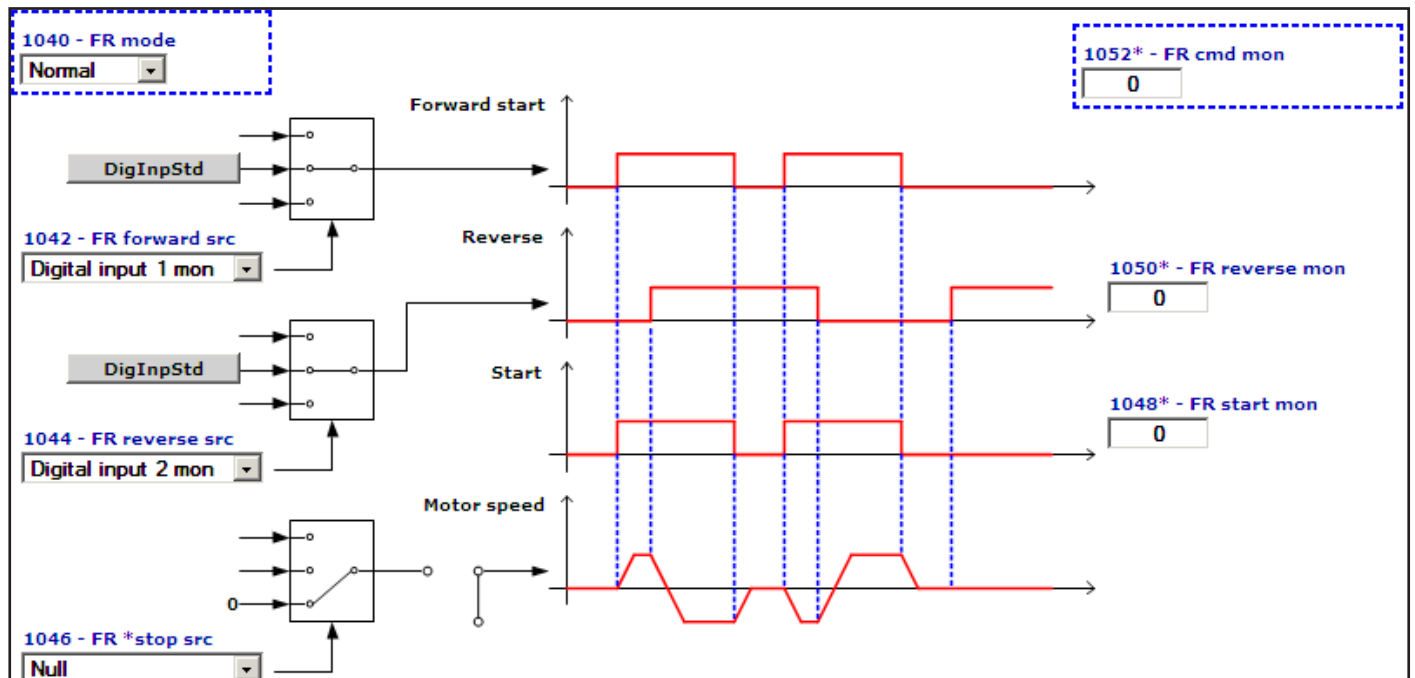 1040 - FR mode
Normal
1052* - FR cmd mon
0
Forward start
DigInpStd
1042 - FR forward src
Digital input 1 mon
Reverse
1050* - FR reverse mon
0
DigInpStd
Start
1048* - FR start mon
0
1044 - FR reverse src
Digital input 2 mon
Motor speed
0
1046 - FR *stop src
Null